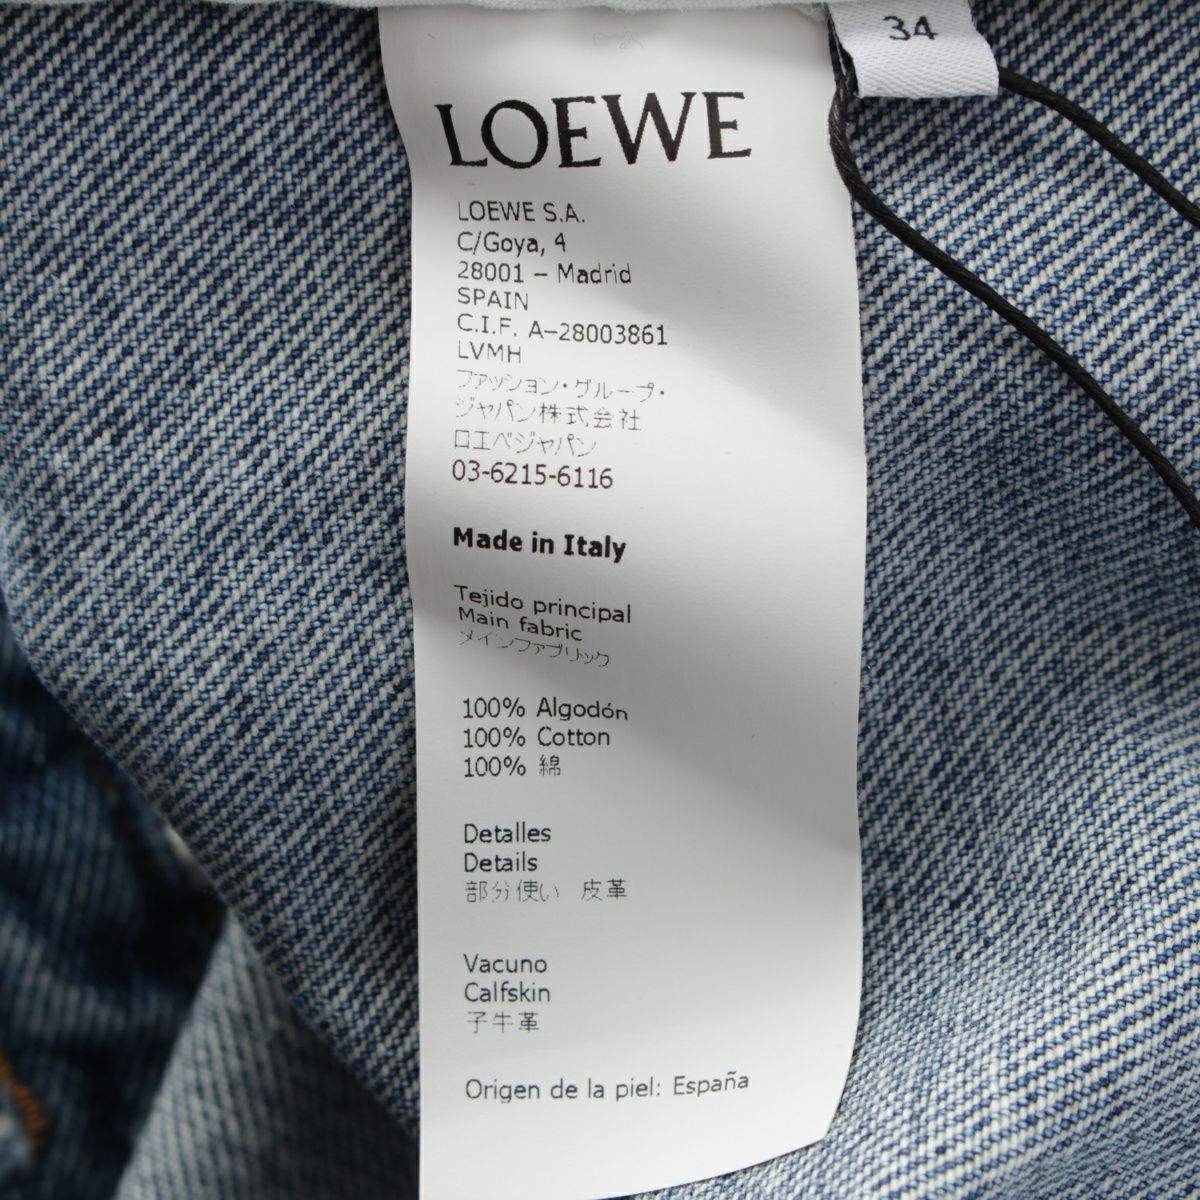 34
LOEWE
LOEWE S.A.
C/Goya, 4
28001 – Madrid
SPAIN
C.I.F. A–28003861
LVMH
ファッション・グループ・
ジャパン株式会社
ロエベジャパン
03-6215-6116
Made in Italy
Tejido principal
Main fabric
メインファブリック
100% Algodón
100% Cotton
100% 綿
Detalles
Details
部分使い 皮革
Vacuno
Calfskin
子牛革
Origen de la piel: España